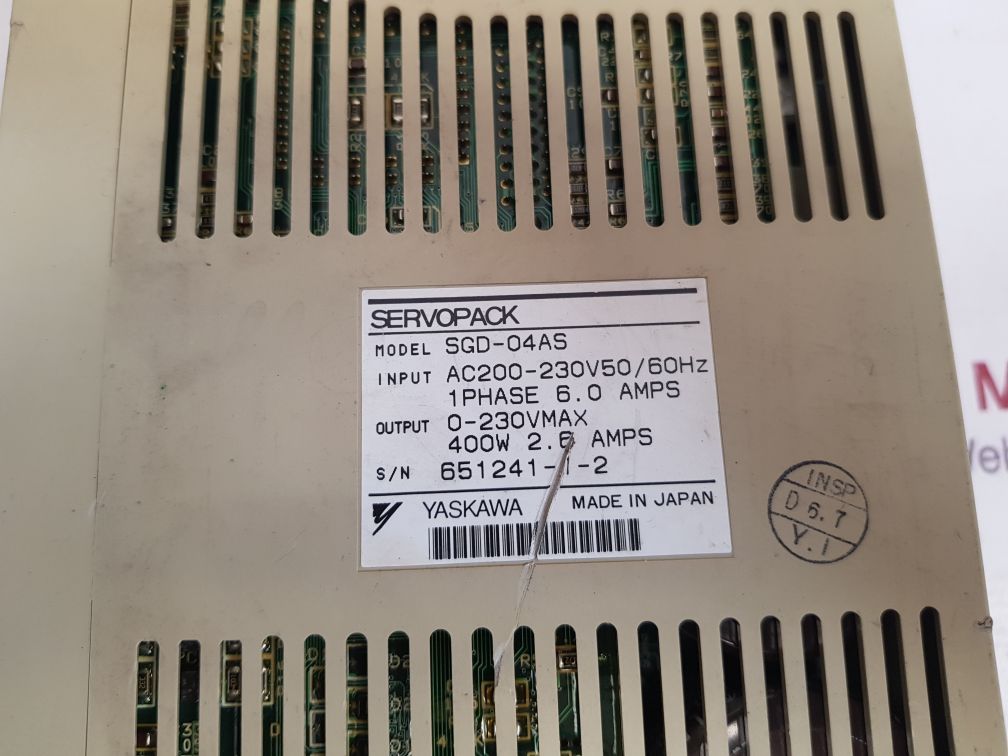 SERVOPACK
MODEL SGD-04AS
INPUT AC200-230V50/60Hz
1PHASE 6.0 AMPS
OUTPUT 0-230VMAX
400W 2.6 AMPS
S/N 651241-1-2
YASKAWA MADE IN JAPAN
INSP
D 6.7
Y.I
M
Ver